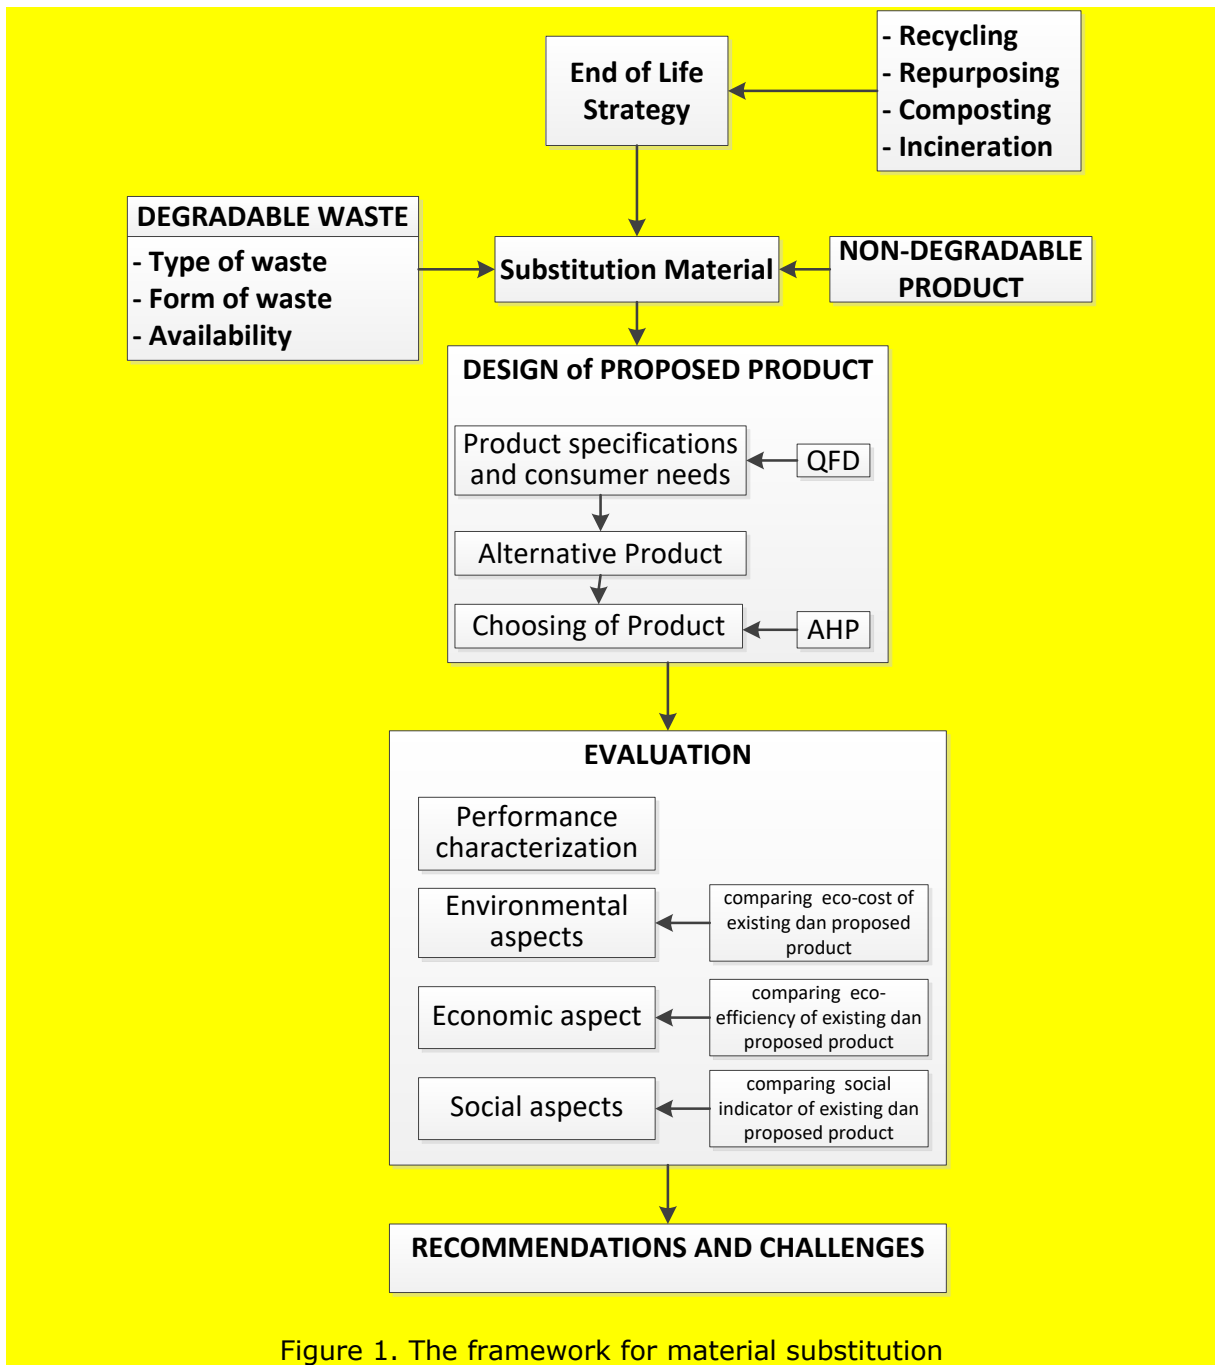 End of Life
Strategy
- Recycling
- Repurposing
- Composting
- Incineration
DEGRADABLE WASTE
- Type of waste
- Form of waste
- Availability
Substitution Material
NON-DEGRADABLE
PRODUCT
DESIGN of PROPOSED PRODUCT
Product specifications
and consumer needs
QFD
Alternative Product
Choosing of Product
AHP
EVALUATION
Performance
characterization
Environmental
aspects
comparing eco-cost of
existing dan proposed
product
Economic aspect
comparing eco-
efficiency of existing dan
proposed product
Social aspects
comparing social
indicator of existing dan
proposed product
RECOMMENDATIONS AND CHALLENGES
Figure 1. The framework for material substitution